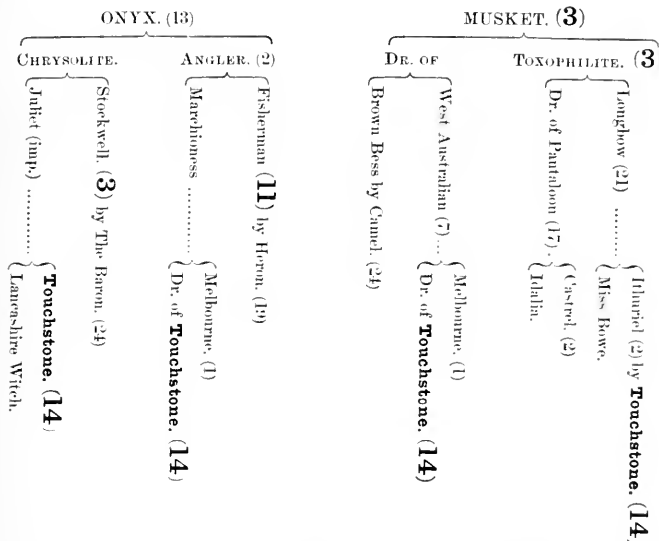 ONYX. (13)
CHRYSOLITE. ANGLER. (2)
Juliet (imp.) ..........
Touchstone. (14)
Lancashire Witch.
Stockwell. (3) by The Baron. (24)
Marchioness ..........
Melbourne. (1)
Dr. of Touchstone. (14)
Fisherman (11) by Heron. (19)
MUSKET. (3)
DR. OF TOXOPHILITE. (3
Brown Bess by Camel. (24)
West Australian (7) ...
Melbourne. (1)
Dr. of Touchstone. (14)
Dr. of Pantaloon (17) ..
Castrel. (2)
Idalia.
Longbow (21) .........
Ithuriel (2) by Touchstone. (14)
Miss Bowe.